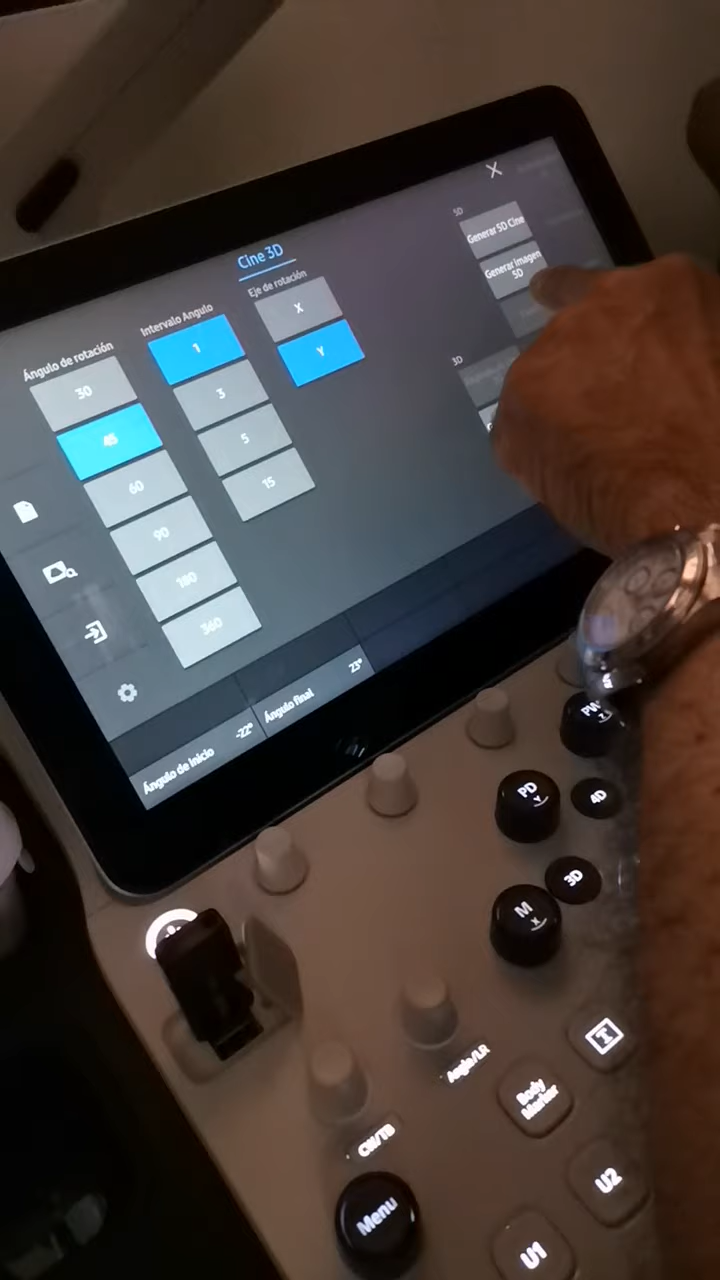 Cine 3D
Ángulo de rotación
30
45
60
90
180
360
Intervalo Angulo
1
3
5
15
Eje de rotación
X
Y
5D
Generar 5D Cine
Generar imagen
5D
3D
Ángulo de inicio
-22°
Ángulo final
23°
PW
Z
PD
Y
4D
3D
M
X
T
Angle/LR
Body
Marker
CW/TB
U2
Menu
U1